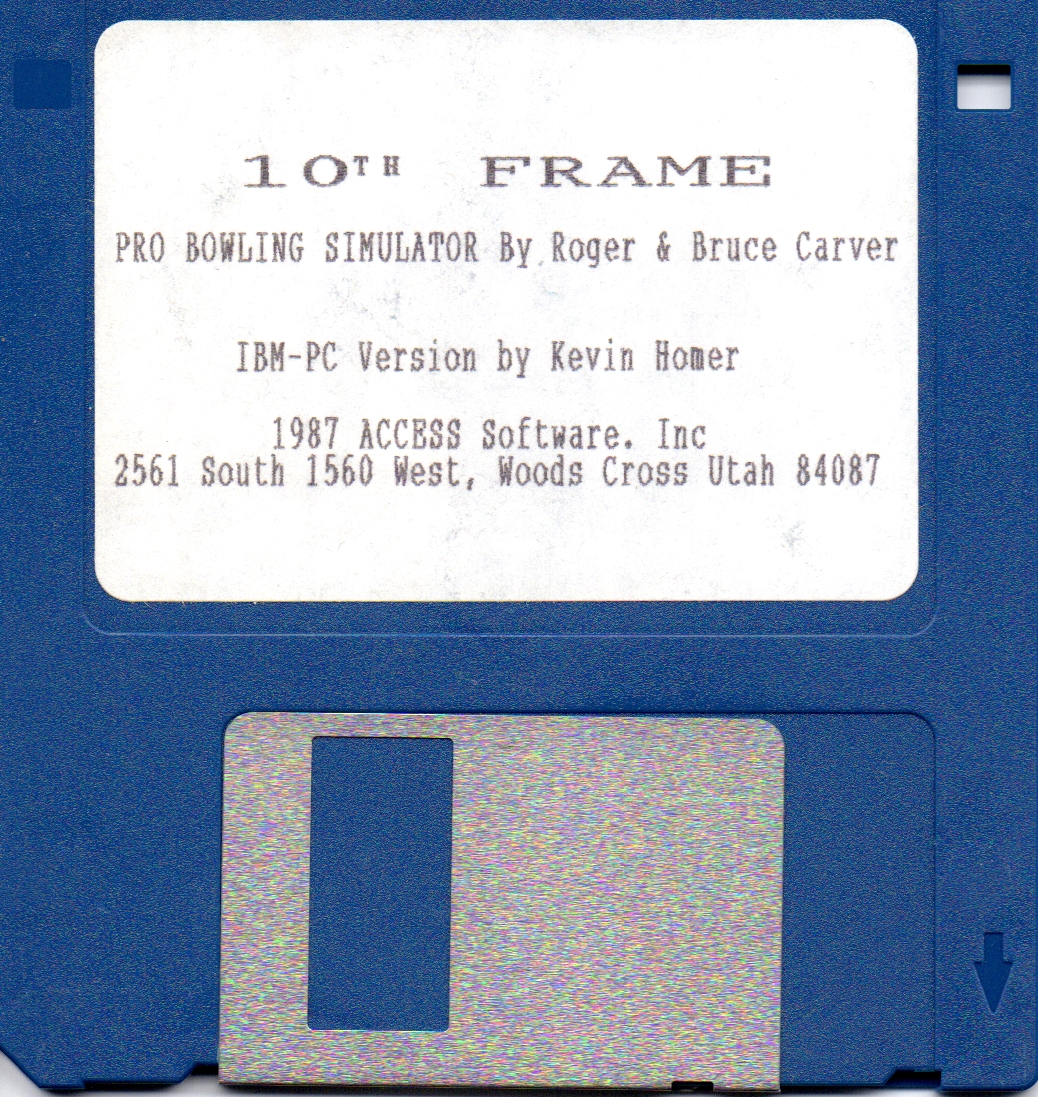 10TH FRAME
PRO BOWLING SIMULATOR By Roger & Bruce Carver
IBM-PC Version by Kevin Homer
1987 ACCESS Software. Inc
2561 South 1560 West, Woods Cross Utah 84087